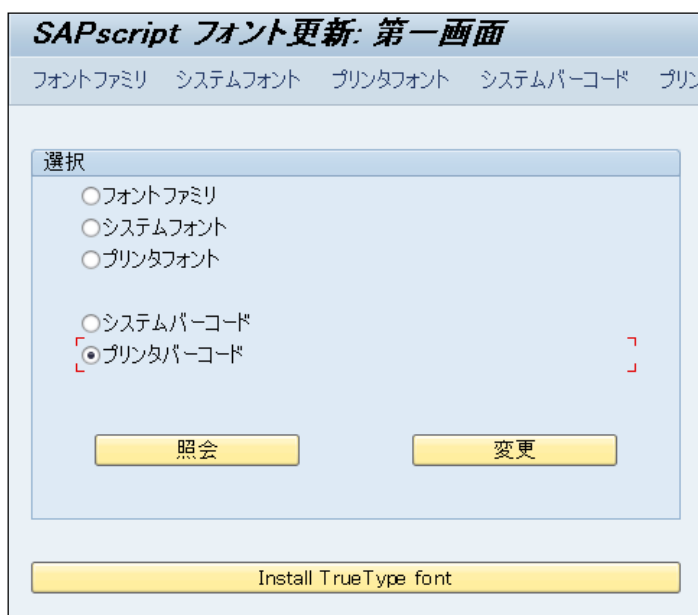 SAPscript フォント更新: 第一画面
フォントファミリ システムフォント プリンタフォント システムバーコード プリン
選択
フォントファミリ
システムフォント
プリンタフォント
システムバーコード
プリンタバーコード
照会 変更
Install TrueType font